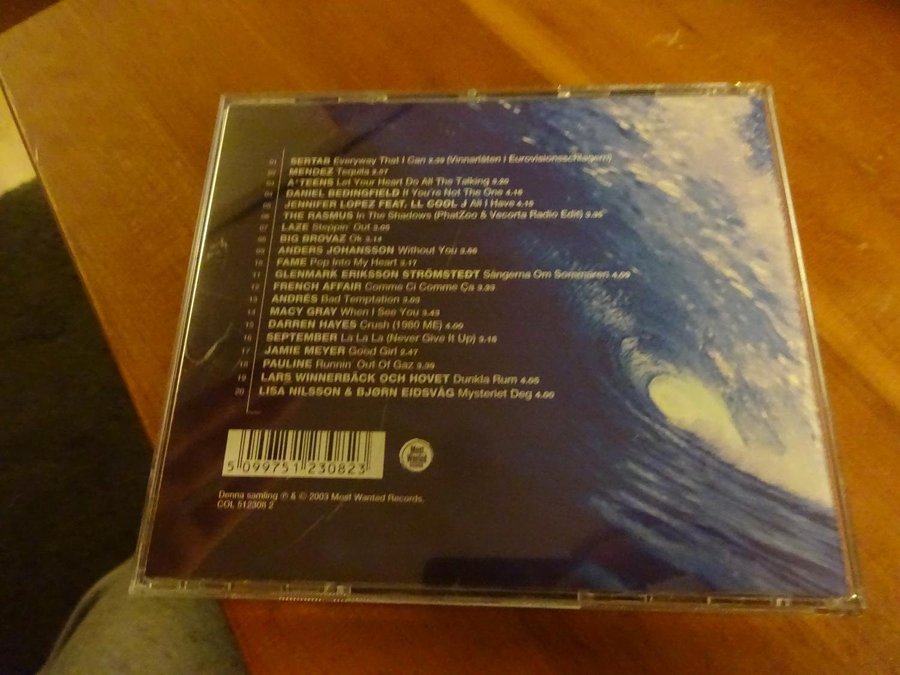 01 SERTAB Everyway That I Can 2.39 (Vinnarlåten i Eurovisionsschlagern)
02 MENDEZ Tequila 3.07
03 A*TEENS Let Your Heart Do All The Talking 3.30
04 DANIEL BEDINGFIELD If You're Not The One 4.16
05 JENNIFER LOPEZ FEAT. LL COOL J All I Have 4.15
06 THE RASMUS In The Shadows (PhatZoo & Vecorta Radio Edit) 3.35
07 LAZE Steppin' Out 3.05
08 BIG BROVAZ Ok 3.14
09 ANDERS JOHANSSON Without You 3.56
10 FAME Pop Into My Heart 3.17
11 GLENMARK ERIKSSON STRÖMSTEDT Sångerna Om Sommaren 4.09
12 FRENCH AFFAIR Comme Ci Comme Ça 3.33
13 ANDRÉS Bad Temptation 3.03
14 MACY GRAY When I See You 3.43
15 DARREN HAYES Crush (1980 ME) 4.00
16 SEPTEMBER La La La (Never Give It Up) 3.16
17 JAMIE MEYER Good Girl 2.47
18 PAULINE Runnin' Out Of Gaz 3.39
19 LARS WINNERBÄCK OCH HOVET Dunkla Rum 4.05
20 LISA NILSSON & BJØRN EIDSVÅG Mysteriet Deg 4.00
5 099751 230823
Most Wanted
Denna samling ℗ & © 2003 Most Wanted Records.
COL 512308 2